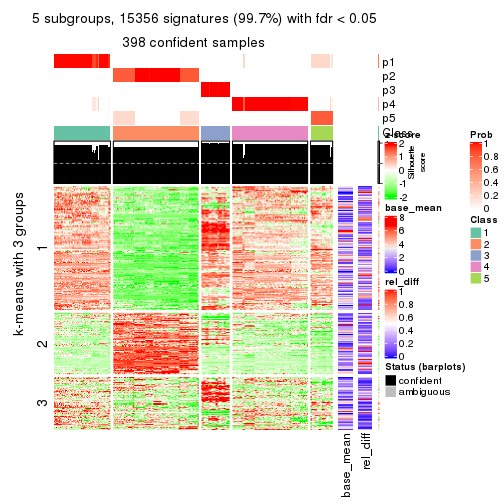 5 subgroups, 15356 signatures (99.7%) with fdr < 0.05
398 confident samples
p1
p2
p3
p4
p5
Class
k-means with 3 groups
1
2
3
base_mean
rel_diff
z-score
2
1
0
-1
-2
Silhouette
score
base_mean
8
6
4
2
0
rel_diff
1
0.8
0.6
0.4
0.2
0
Status (barplots)
confident
ambiguous
Prob
1
0.8
0.6
0.4
0.2
0
Class
1
2
3
4
5